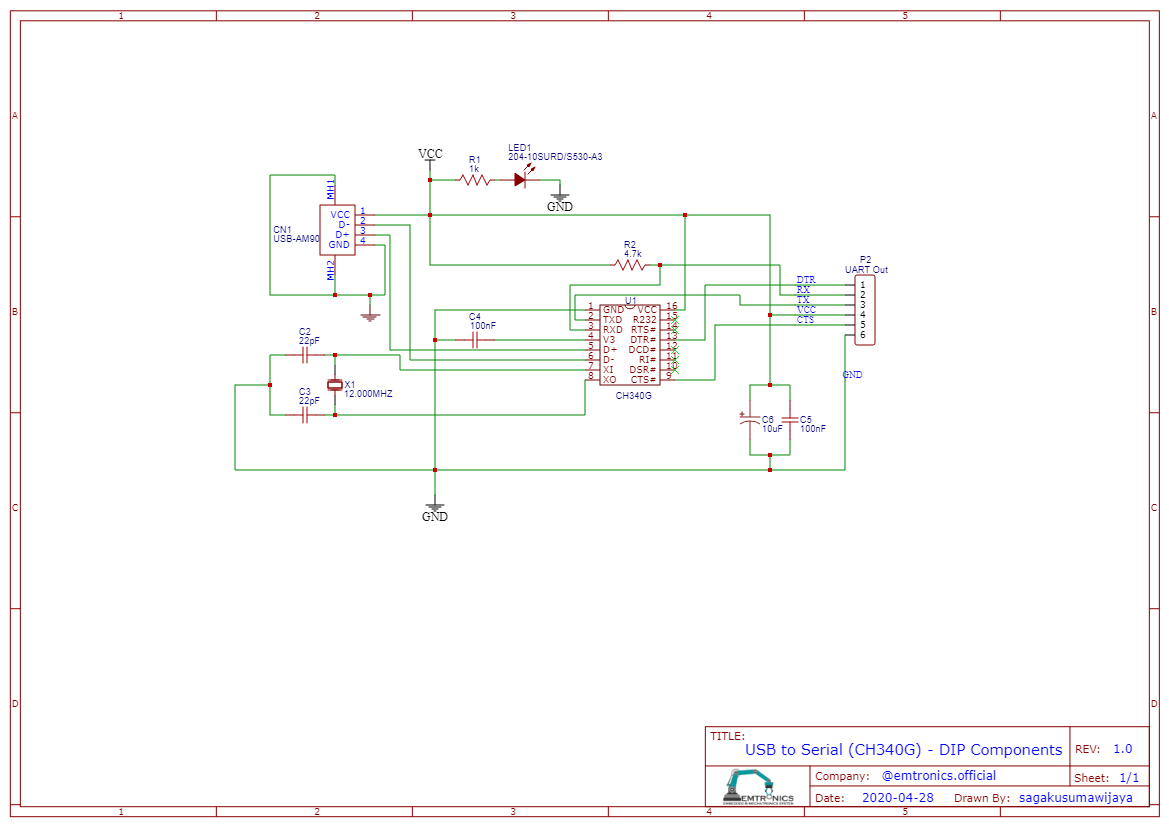 1 2 3 4 5
A A
B B
C C
D D
VCC
R1
1k
LED1
204-10SURD/S530-A3
GND
MH1
CN1
USB-AM90
VCC 1
D- 2
D+ 3
GND 4
MH2
R2
4.7k
P2
UART Out
DTR 1
RX 2
TX 3
VCC 4
CTS 5
6
GND
U1
1 GND VCC 16
2 TXD R232 15
3 RXD RTS# 14
4 V3 DTR# 13
5 D+ DCD# 12
6 D- RI# 11
7 XI DSR# 10
8 XO CTS# 9
CH340G
C4
100nF
C2
22pF
X1
12.000MHZ
C3
22pF
+
C6
10uF
C5
100nF
GND
TITLE:
USB to Serial (CH340G) - DIP Components
REV: 1.0
EMTRONICS
Company: @emtronics.official
Sheet: 1/1
Date: 2020-04-28 Drawn By: sagakusumawijaya
1 2 3 4 5